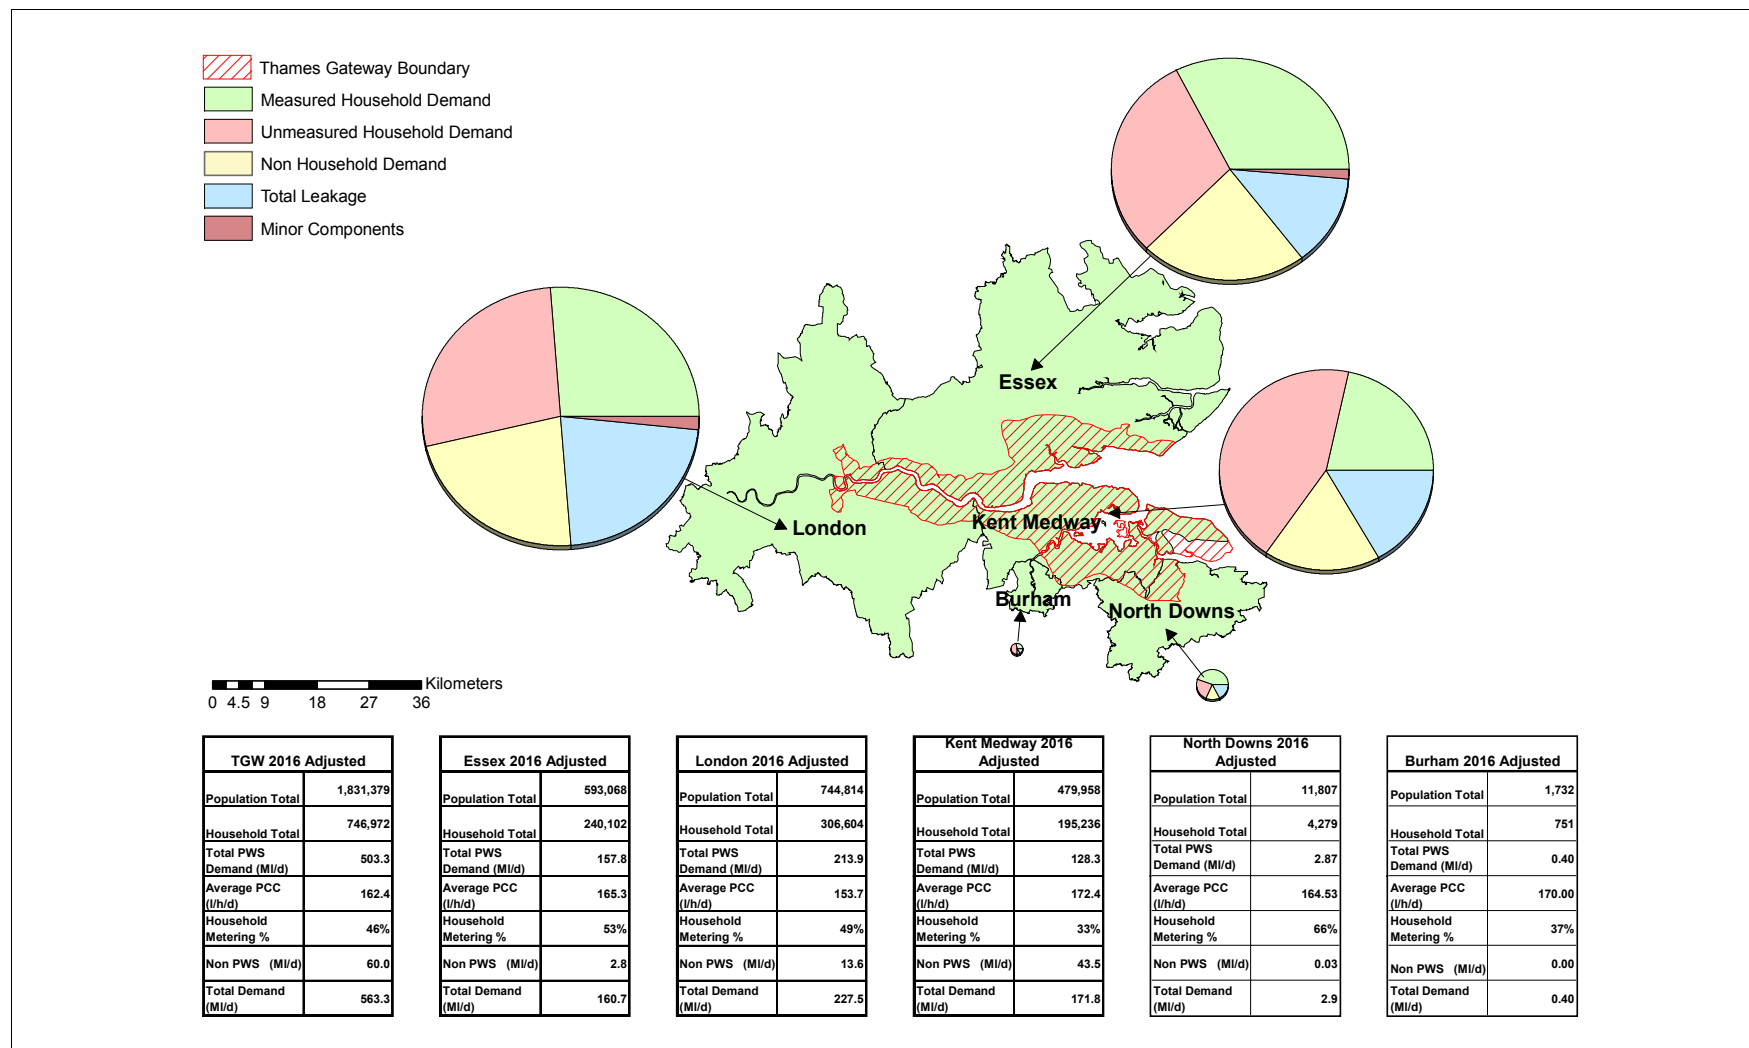 Thames Gateway Boundary
Measured Household Demand
Unmeasured Household Demand
Non Household Demand
Total Leakage
Minor Components
Essex
London
Kent Medway
Burham
North Downs
Kilometers
0 4.5 9 18 27 36
TGW 2016 Adjusted
Population Total 1,831,379
Household Total 746,972
Total PWS
Demand (Ml/d) 503.3
Average PCC
(l/h/d) 162.4
Household
Metering % 46%
Non PWS (Ml/d) 60.0
Total Demand
(Ml/d) 563.3
Essex 2016 Adjusted
Population Total 593,068
Household Total 240,102
Total PWS
Demand (Ml/d) 157.8
Average PCC
(l/h/d) 165.3
Household
Metering % 53%
Non PWS (Ml/d) 2.8
Total Demand
(Ml/d) 160.7
London 2016 Adjusted
Population Total 744,814
Household Total 306,604
Total PWS
Demand (Ml/d) 213.9
Average PCC
(l/h/d) 153.7
Household
Metering % 49%
Non PWS (Ml/d) 13.6
Total Demand
(Ml/d) 227.5
Kent Medway 2016
Adjusted
Population Total 479,958
Household Total 195,236
Total PWS
Demand (Ml/d) 128.3
Average PCC
(l/h/d) 172.4
Household
Metering % 33%
Non PWS (Ml/d) 43.5
Total Demand
(Ml/d) 171.8
North Downs 2016
Adjusted
Population Total 11,807
Household Total 4,279
Total PWS
Demand (Ml/d) 2.87
Average PCC
(l/h/d) 164.53
Household
Metering % 66%
Non PWS (Ml/d) 0.03
Total Demand
(Ml/d) 2.9
Burham 2016 Adjusted
Population Total 1,732
Household Total 751
Total PWS
Demand (Ml/d) 0.40
Average PCC
(l/h/d) 170.00
Household
Metering % 37%
Non PWS (Ml/d) 0.00
Total Demand
(Ml/d) 0.40